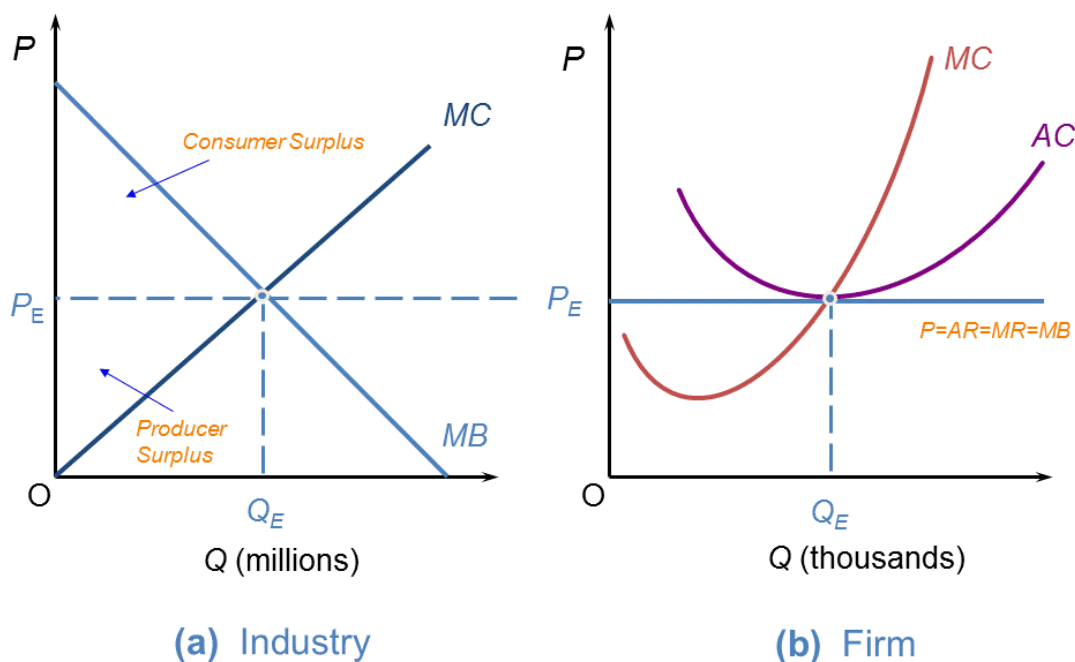 P
MC
Consumer Surplus
P_E
Producer
Surplus
MB
O
Q_E
Q (millions)
(a) Industry
P
MC
AC
P_E
P=AR=MR=MB
O
Q_E
Q (thousands)
(b) Firm